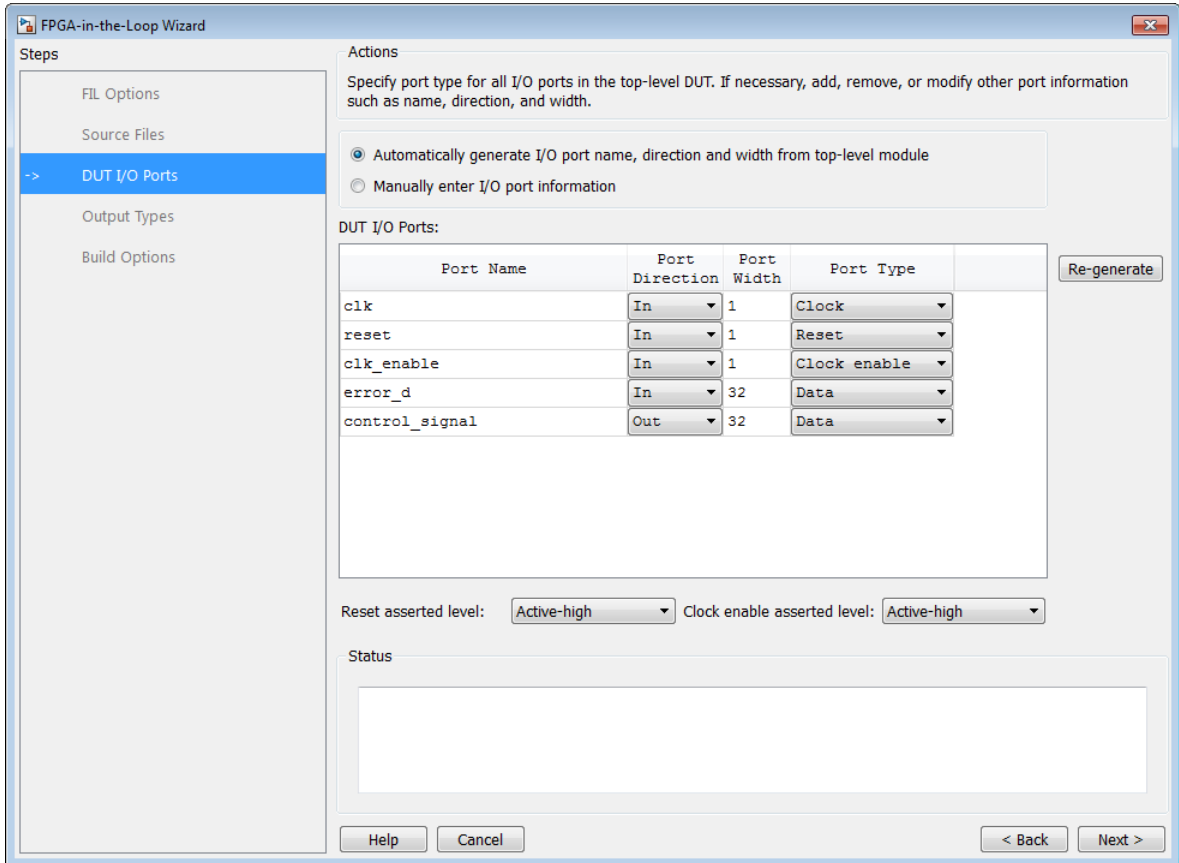 FPGA-in-the-Loop Wizard
Steps
FIL Options
Source Files
-> DUT I/O Ports
Output Types
Build Options
Actions
Specify port type for all I/O ports in the top-level DUT. If necessary, add, remove, or modify other port information
such as name, direction, and width.
Automatically generate I/O port name, direction and width from top-level module
Manually enter I/O port information
DUT I/O Ports:
Port Name Port Direction Port Width Port Type
clk In 1 Clock
reset In 1 Reset
clk_enable In 1 Clock enable
error_d In 32 Data
control_signal Out 32 Data
Re-generate
Reset asserted level: Active-high Clock enable asserted level: Active-high
Status
Help Cancel < Back Next >